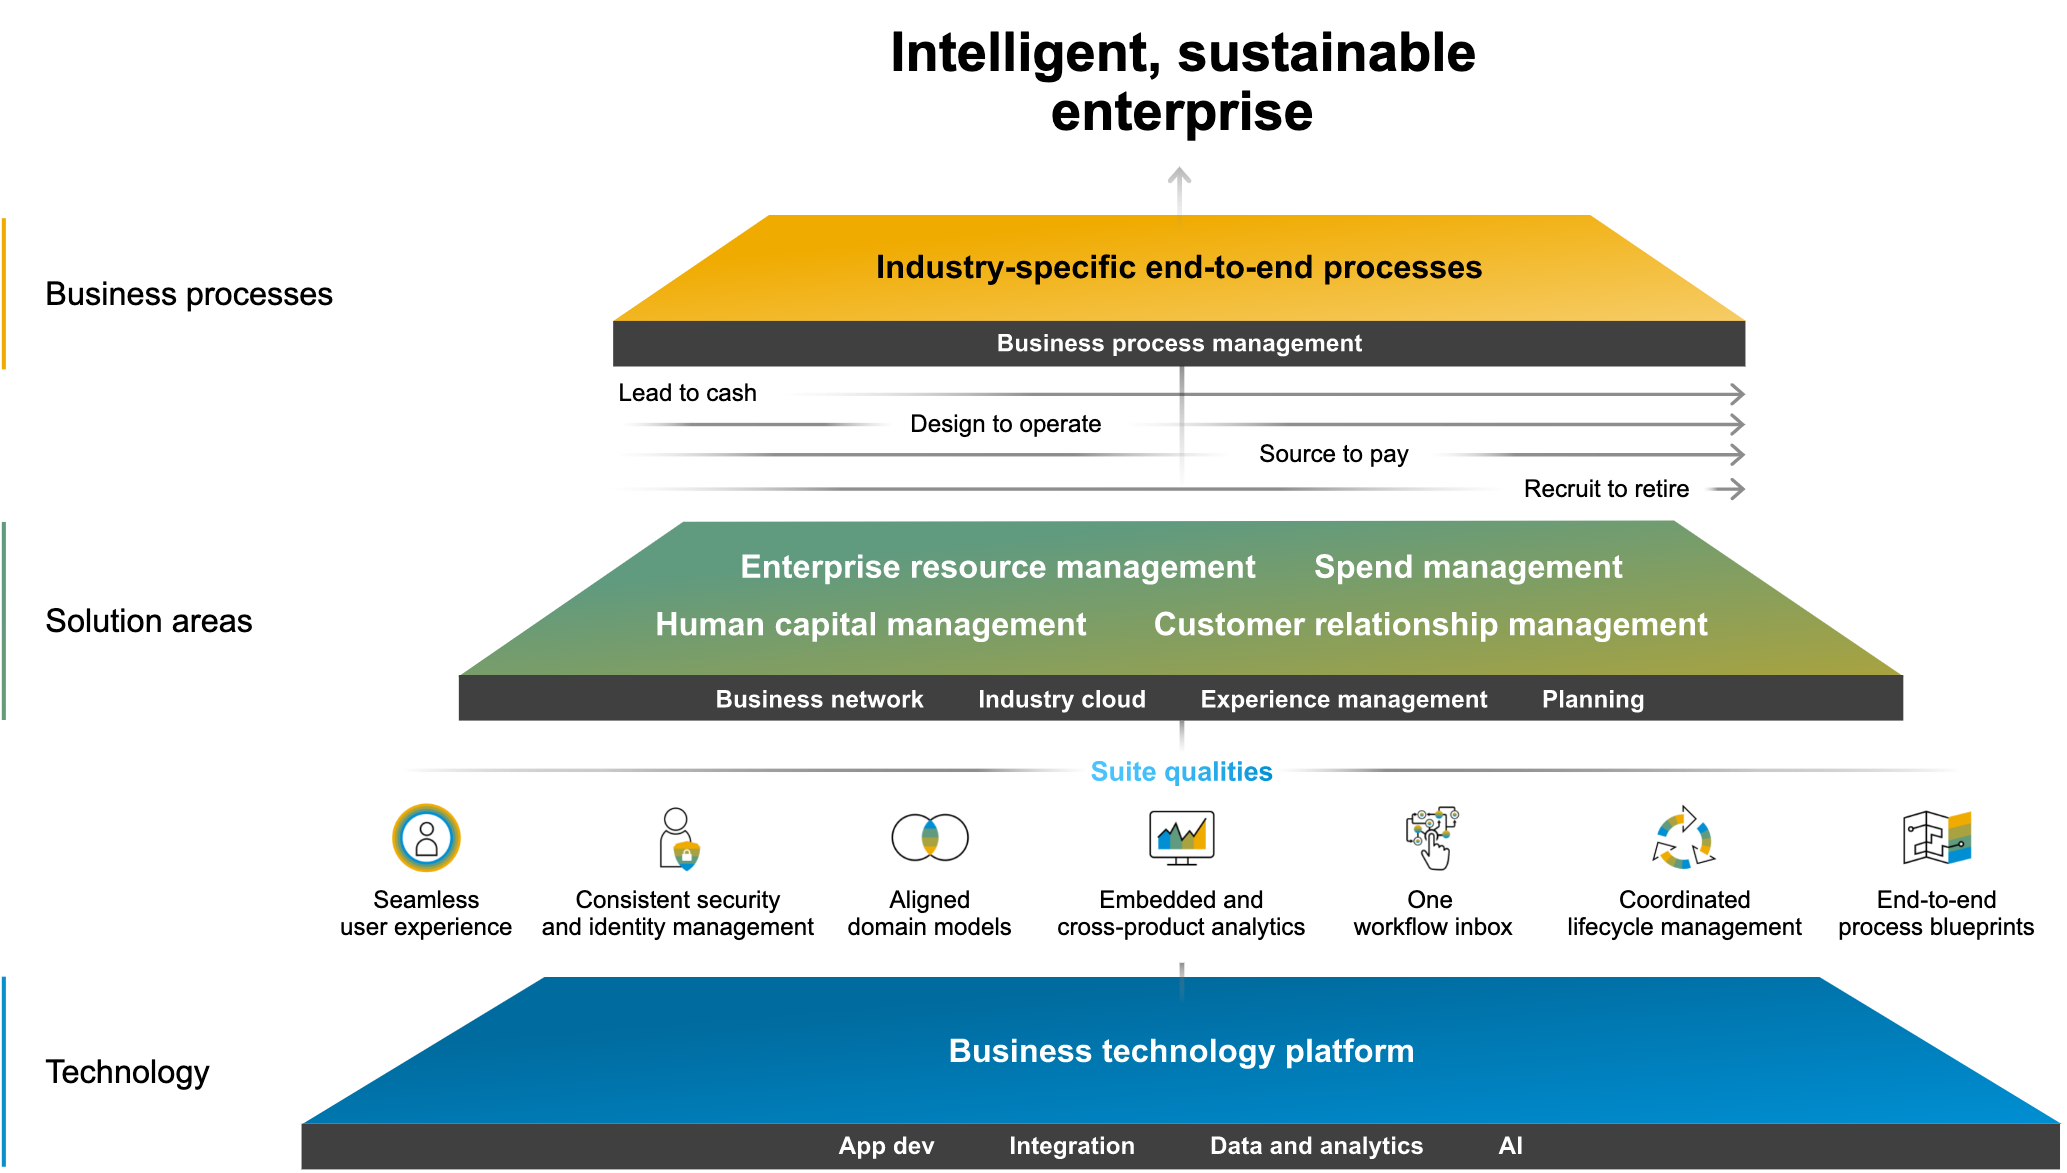 Intelligent, sustainable
enterprise
Business processes
Industry-specific end-to-end processes
Business process management
Lead to cash
Design to operate
Source to pay
Recruit to retire
Solution areas
Enterprise resource management Spend management
Human capital management Customer relationship management
Business network Industry cloud Experience management Planning
Suite qualities
Seamless
user experience
Consistent security
and identity management
Aligned
domain models
Embedded and
cross-product analytics
One
workflow inbox
Coordinated
lifecycle management
End-to-end
process blueprints
Technology
Business technology platform
App dev Integration Data and analytics AI